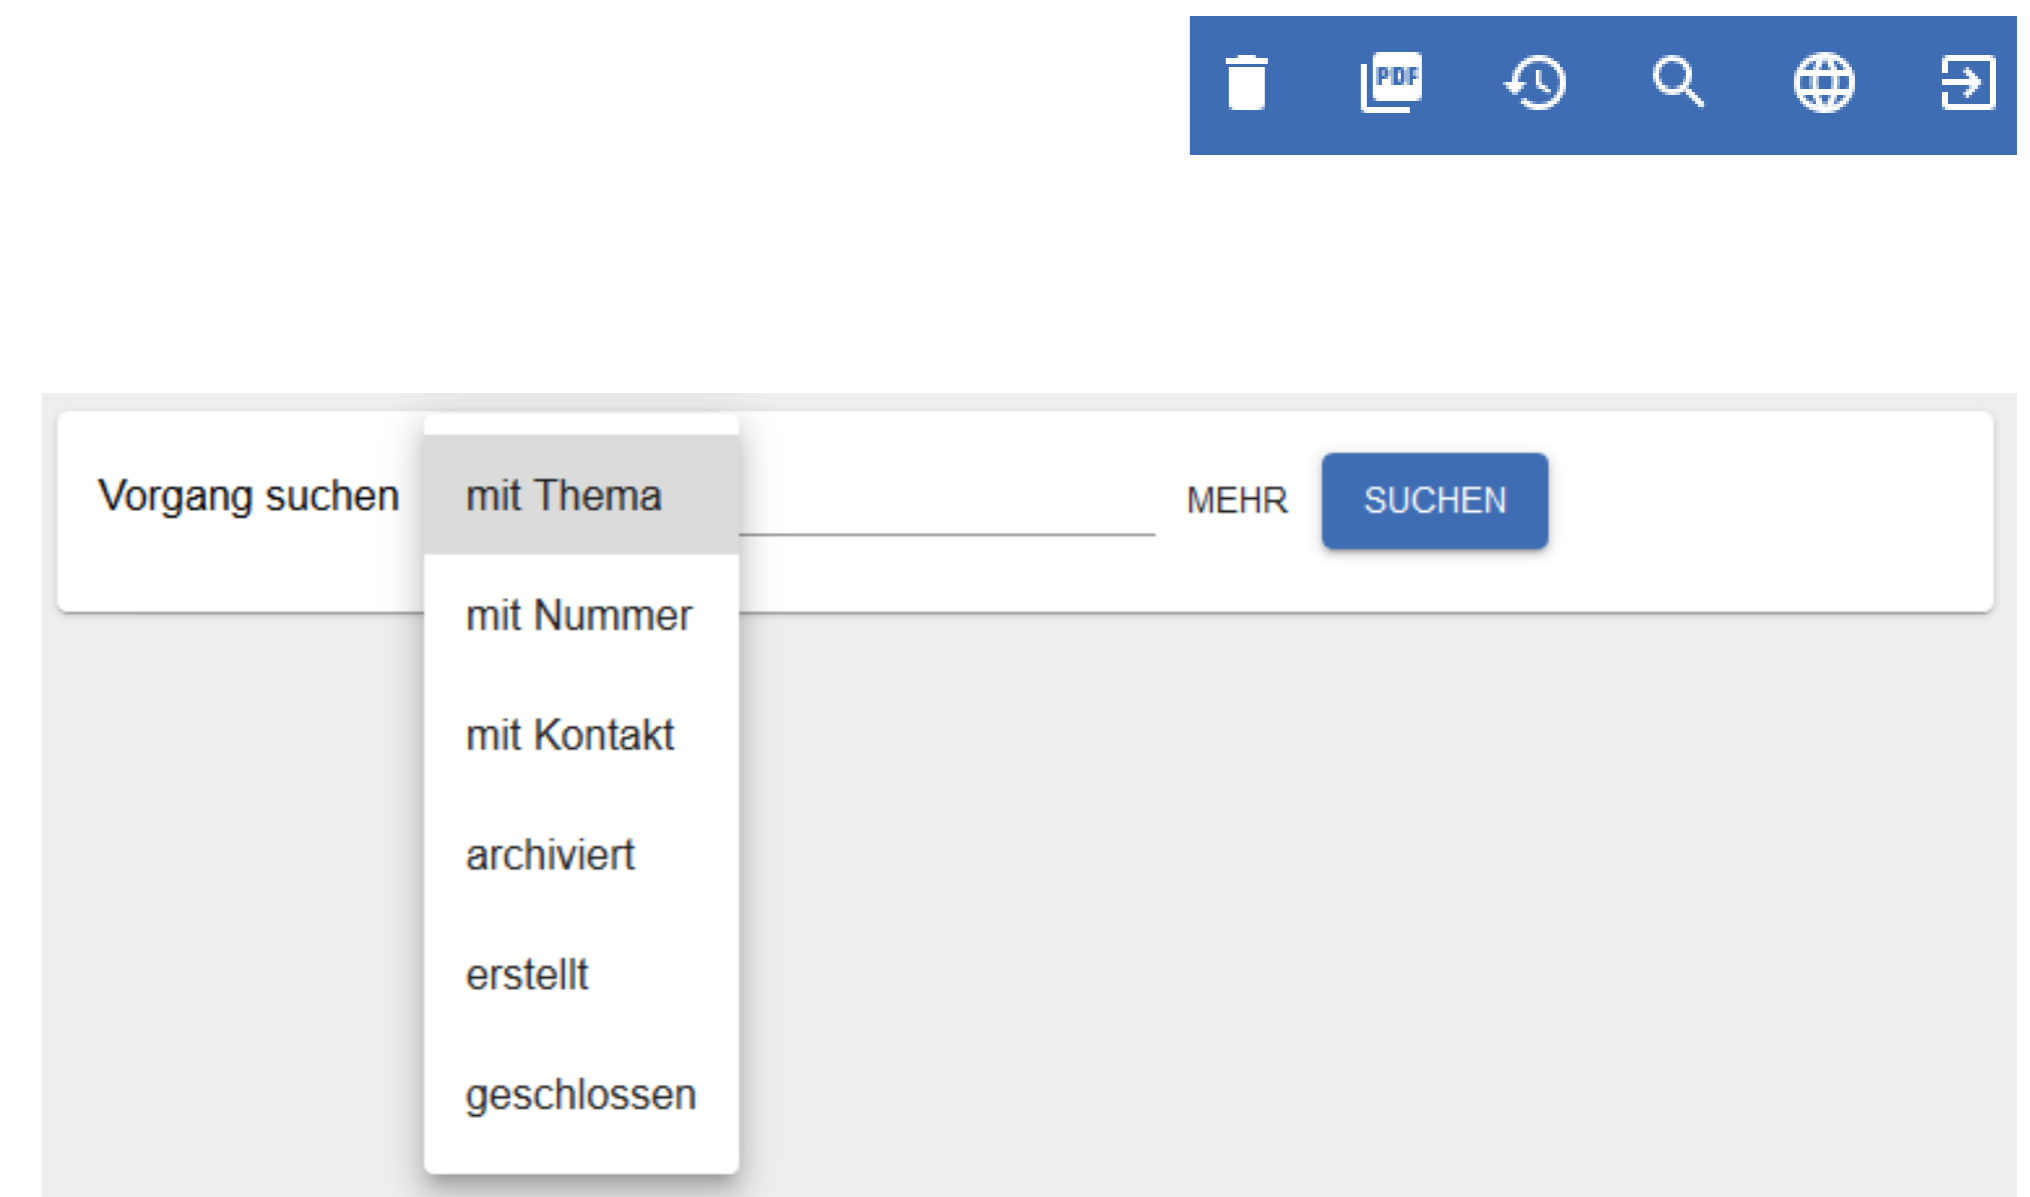 PDF
Vorgang suchen mit Thema MEHR SUCHEN
mit Nummer
mit Kontakt
archiviert
erstellt
geschlossen